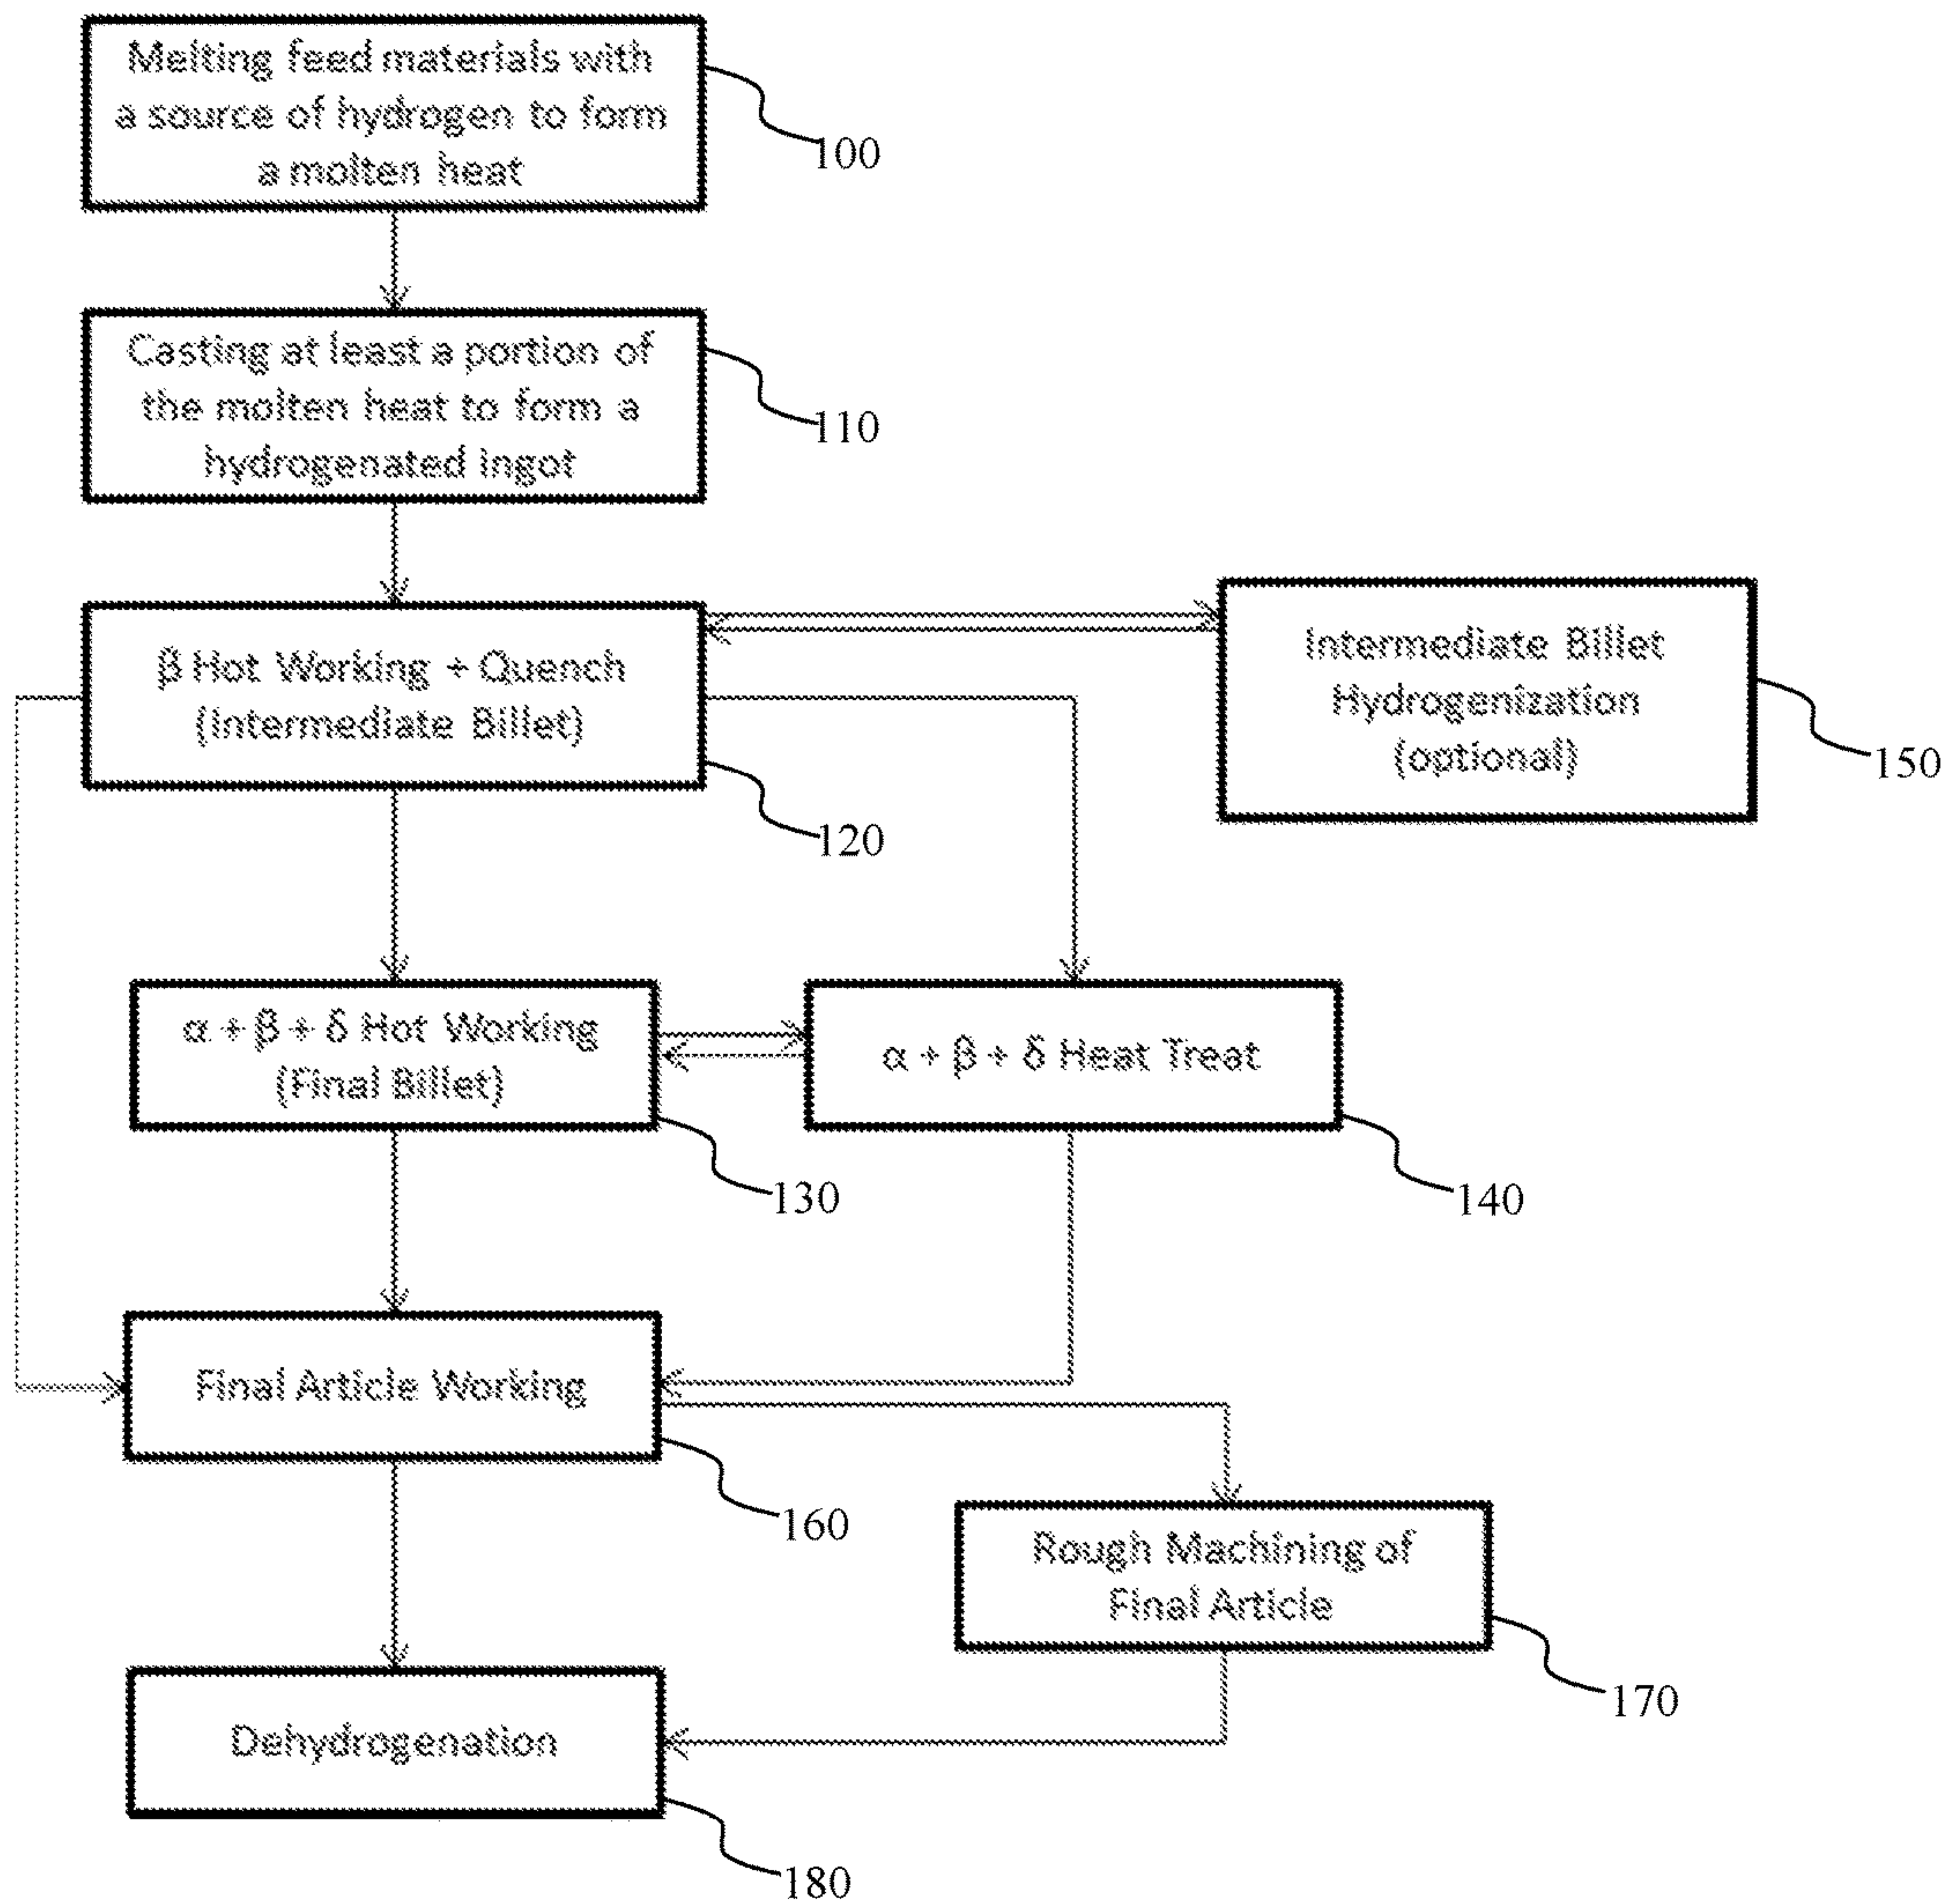 Melting feed materials with
a source of hydrogen to form
a molten heat
100
Casting at least a portion of
the molten heat to form a
hydrogenated ingot
110
β Hot Working + Quench
(Intermediate Billet)
120
Intermediate Billet
Hydrogenization
(optional)
150
α + β + δ Hot Working
(Final Billet)
130
α + β + δ Heat Treat
140
Final Article Working
160
Rough Machining of
Final Article
170
Dehydrogenation
180